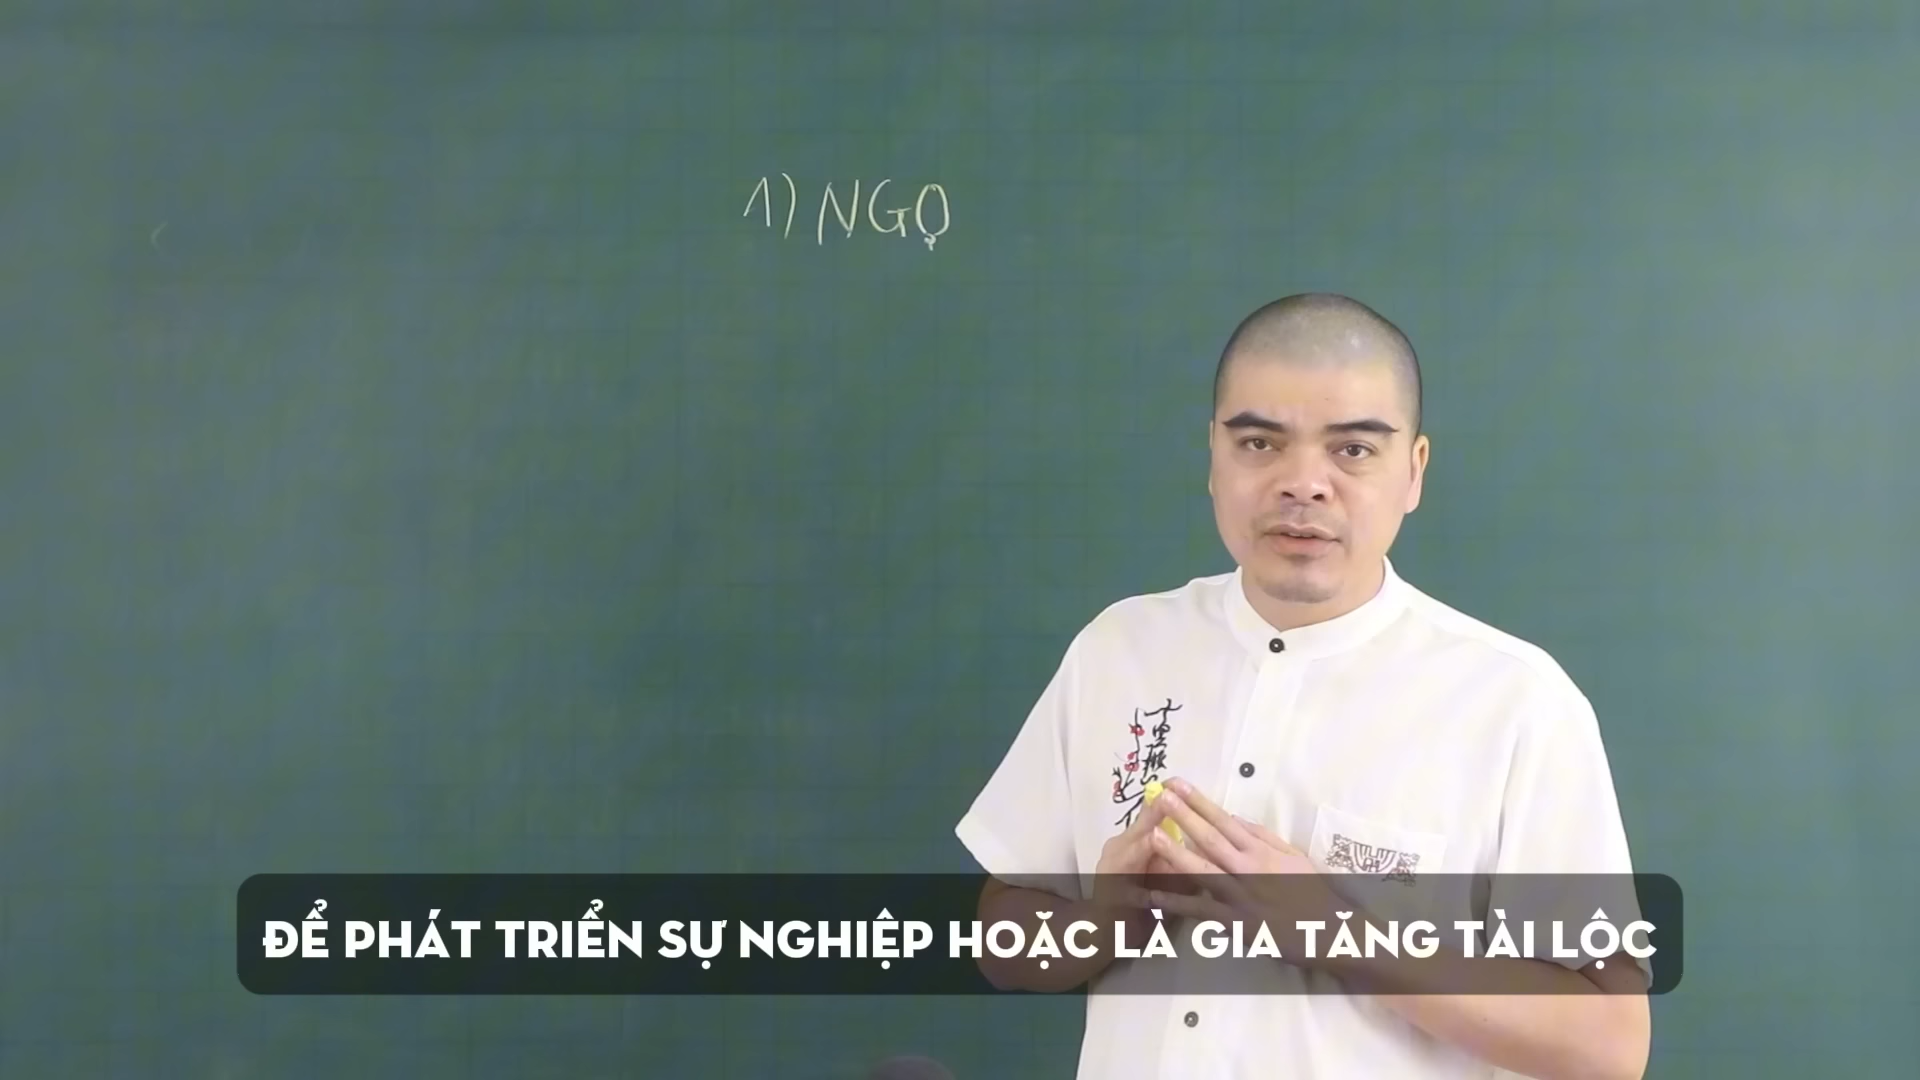 1) NGỌ
ĐỂ PHÁT TRIỂN SỰ NGHIỆP HOẶC LÀ GIA TĂNG TÀI LỘC